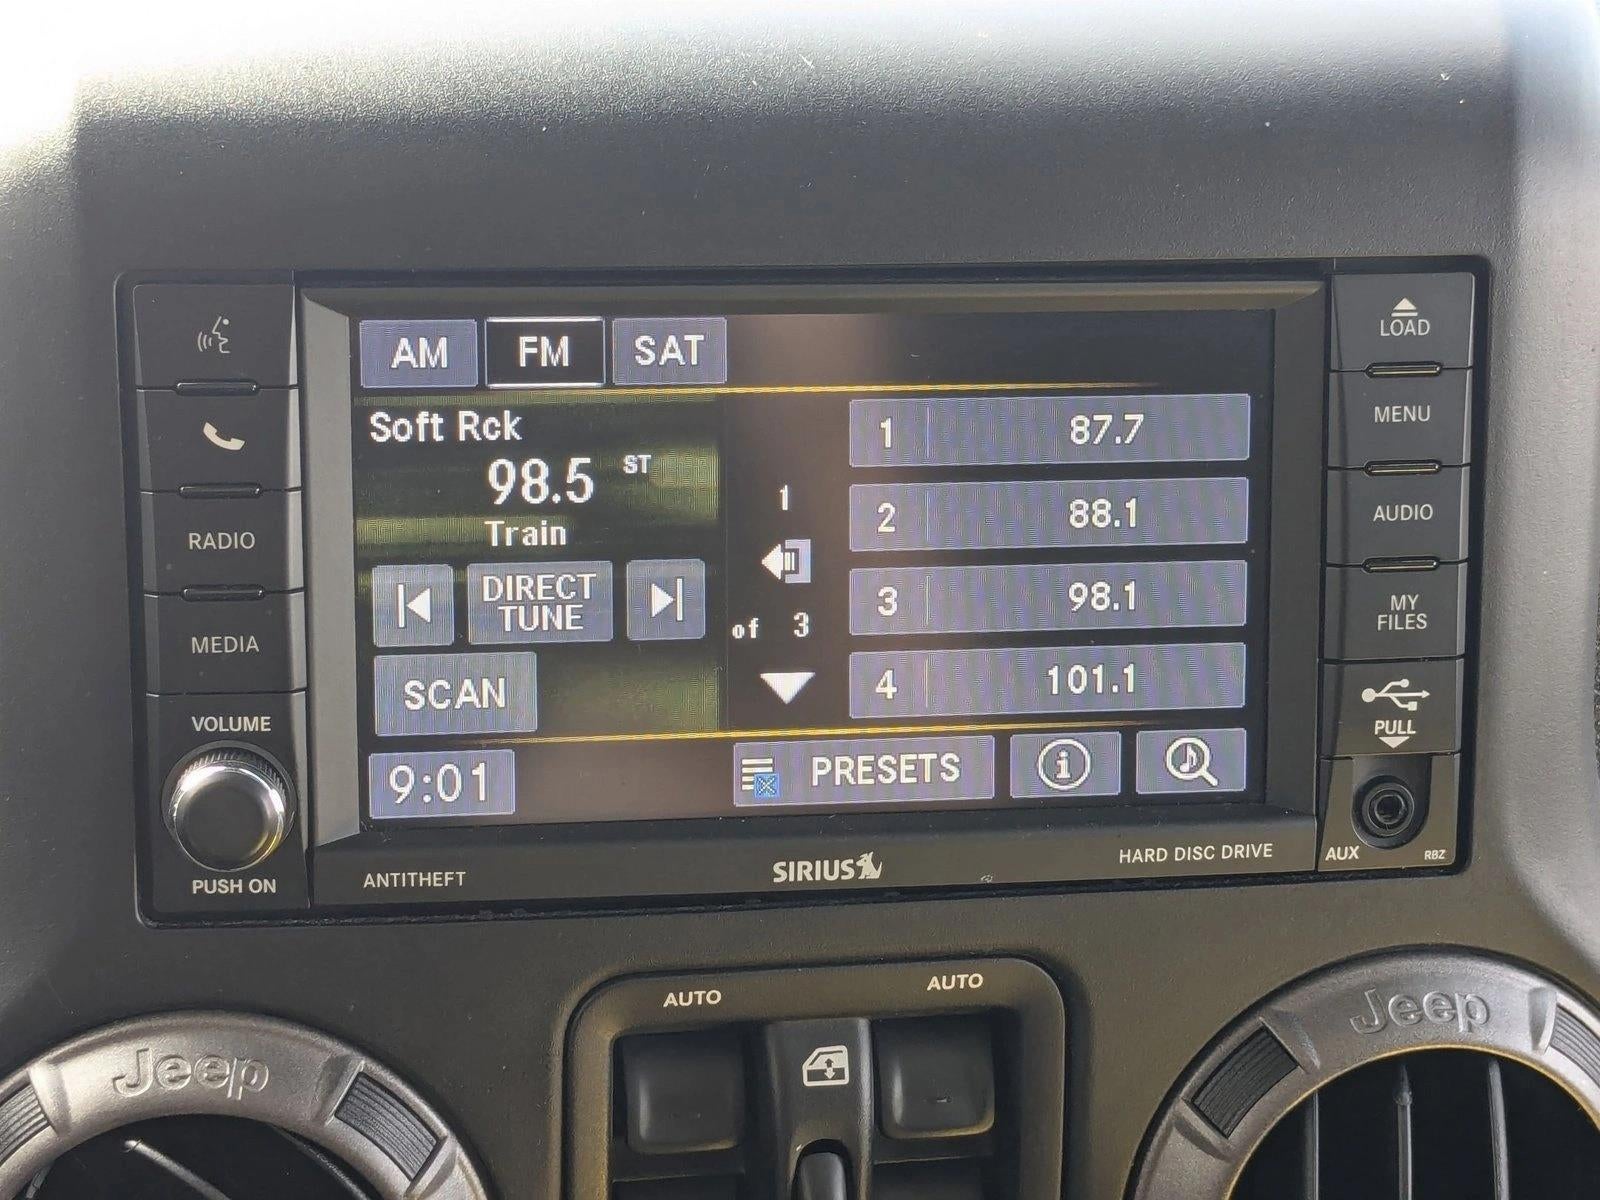 AM FM SAT
Soft Rck
98.5 ST
Train
DIRECT
TUNE
SCAN
9:01
1
of 3
1 87.7
2 88.1
3 98.1
4 101.1
PRESETS
i
RADIO
MEDIA
VOLUME
PUSH ON
LOAD
MENU
AUDIO
MY
FILES
PULL
AUX
RBZ
ANTITHEFT
SIRIUS
HARD DISC DRIVE
AUTO
AUTO
Jeep
Jeep